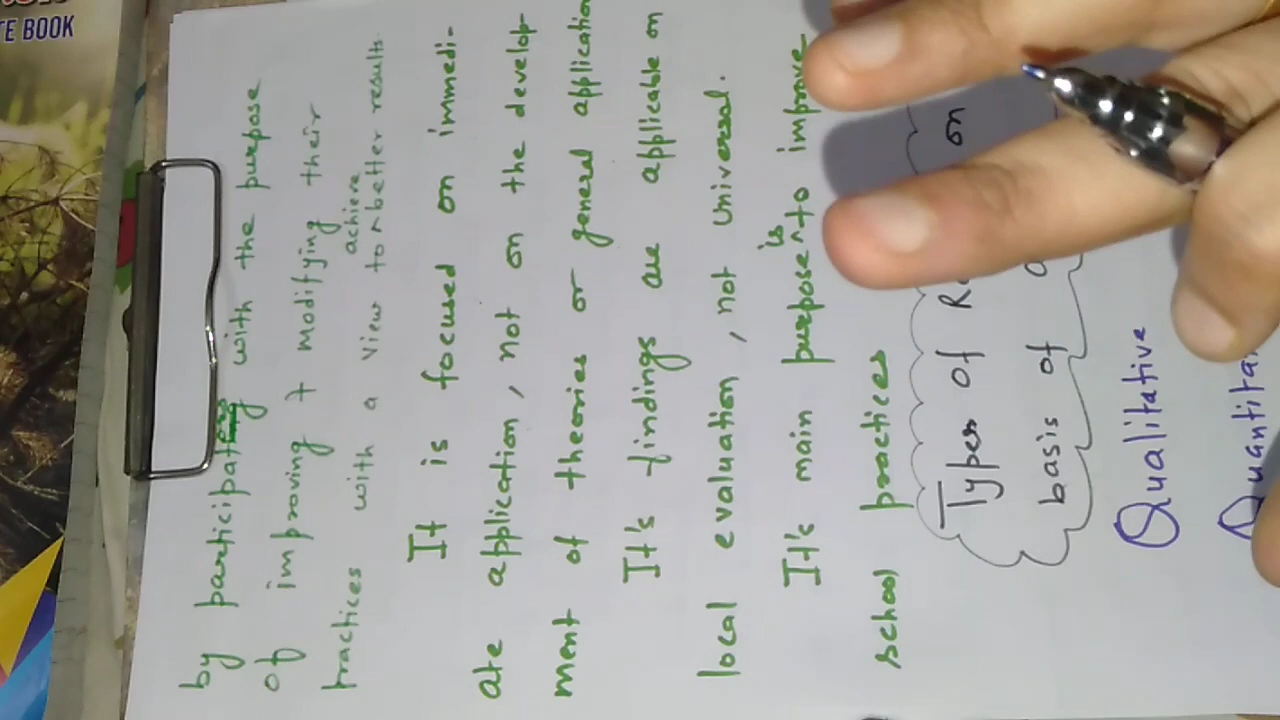 TE BOOK
by participating with the purpose
of improving & modifying their
practices with a view to achieve better results.
It is focused on immedi-
ate application, not on the develop-
ment of theories or general application
It's findings are applicable on
local evaluation, not universal.
It's main purpose is to improve
school practices
Types of on
basis of
Qualitative